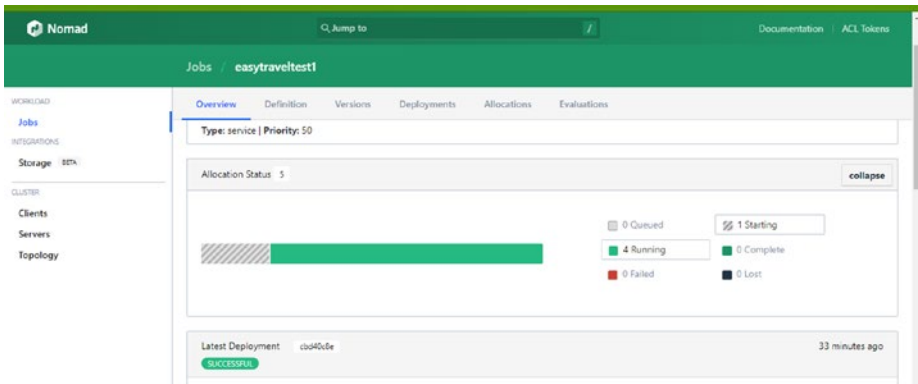 Nomad
Jump to
/
Documentation
ACL Tokens
Jobs / easytraveltest1
WORKLOAD
Jobs
INTEGRATIONS
Storage BETA
CLUSTER
Clients
Servers
Topology
Overview Definition Versions Deployments Allocations Evaluations
Type: service | Priority: 50
Allocation Status 5
collapse
0 Queued 1 Starting
4 Running 0 Complete
0 Failed 0 Lost
Latest Deployment cbd40c6e
33 minutes ago
SUCCESSFUL